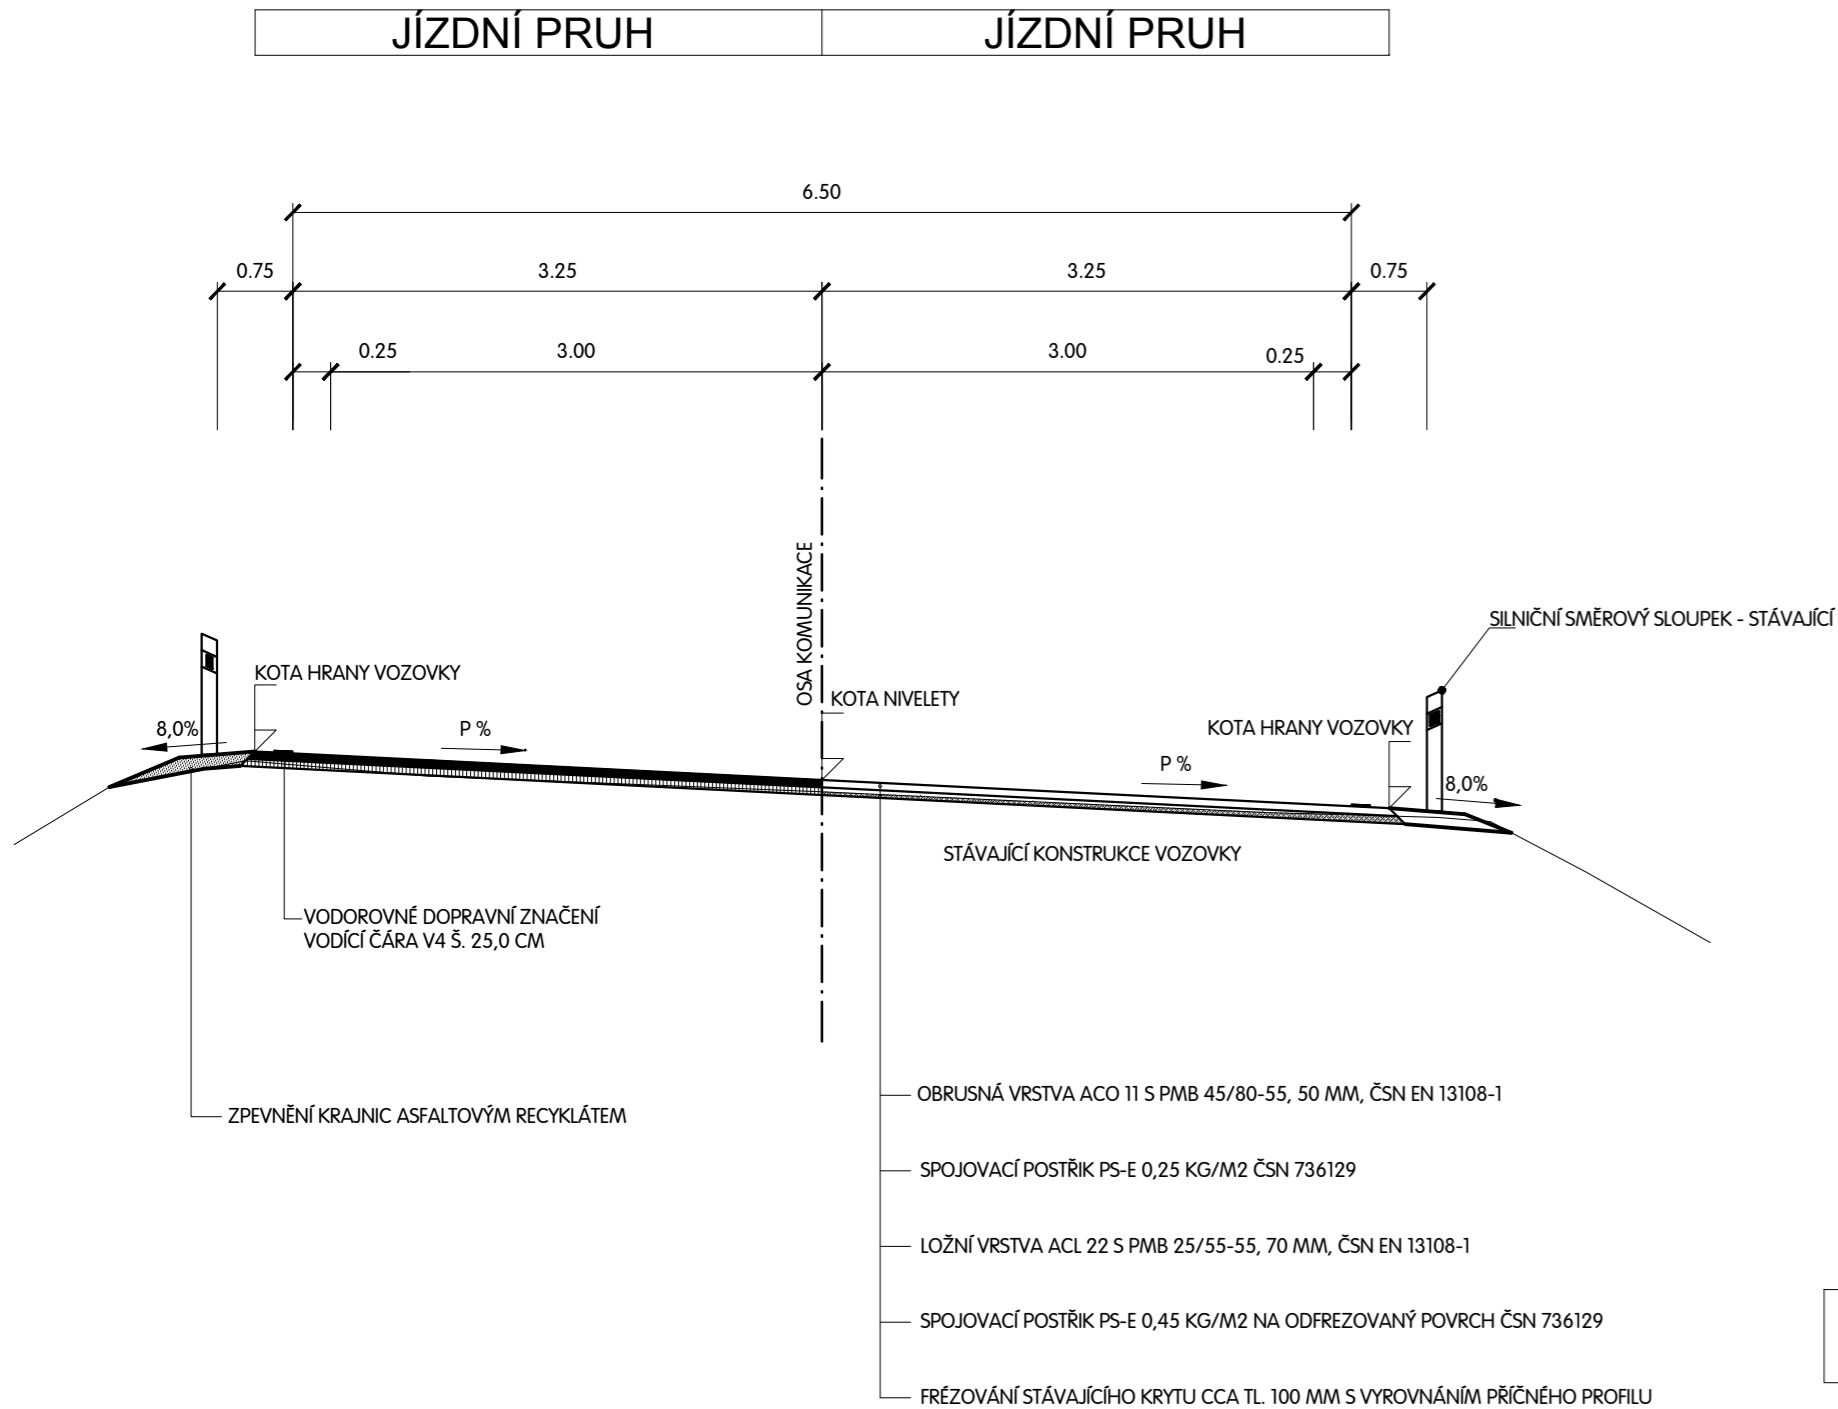 JÍZDNÍ PRUH JÍZDNÍ PRUH
6.50
0.75 3.25 3.25 0.75
0.25 3.00 3.00 0.25
OSA KOMUNIKACE
SILNIČNÍ SMĚROVÝ SLOUPEK - STÁVAJÍCÍ
KOTA HRANY VOZOVKY
KOTA NIVELETY
KOTA HRANY VOZOVKY
8,0% P %
P % 8,0%
STÁVAJÍCÍ KONSTRUKCE VOZOVKY
VODOROVNÉ DOPRAVNÍ ZNAČENÍ
VODÍCÍ ČÁRA V4 Š. 25,0 CM
OBRUSNÁ VRSTVA ACO 11 S PMB 45/80-55, 50 MM, ČSN EN 13108-1
ZPEVNĚNÍ KRAJNIC ASFALTOVÝM RECYKLÁTEM
SPOJOVACÍ POSTŘIK PS-E 0,25 KG/M2 ČSN 736129
LOŽNÍ VRSTVA ACL 22 S PMB 25/55-55, 70 MM, ČSN EN 13108-1
SPOJOVACÍ POSTŘIK PS-E 0,45 KG/M2 NA ODFREZOVANÝ POVRCH ČSN 736129
FRÉZOVÁNÍ STÁVAJÍCÍHO KRYTU CCA TL. 100 MM S VYROVNÁNÍM PŘÍČNÉHO PROFILU